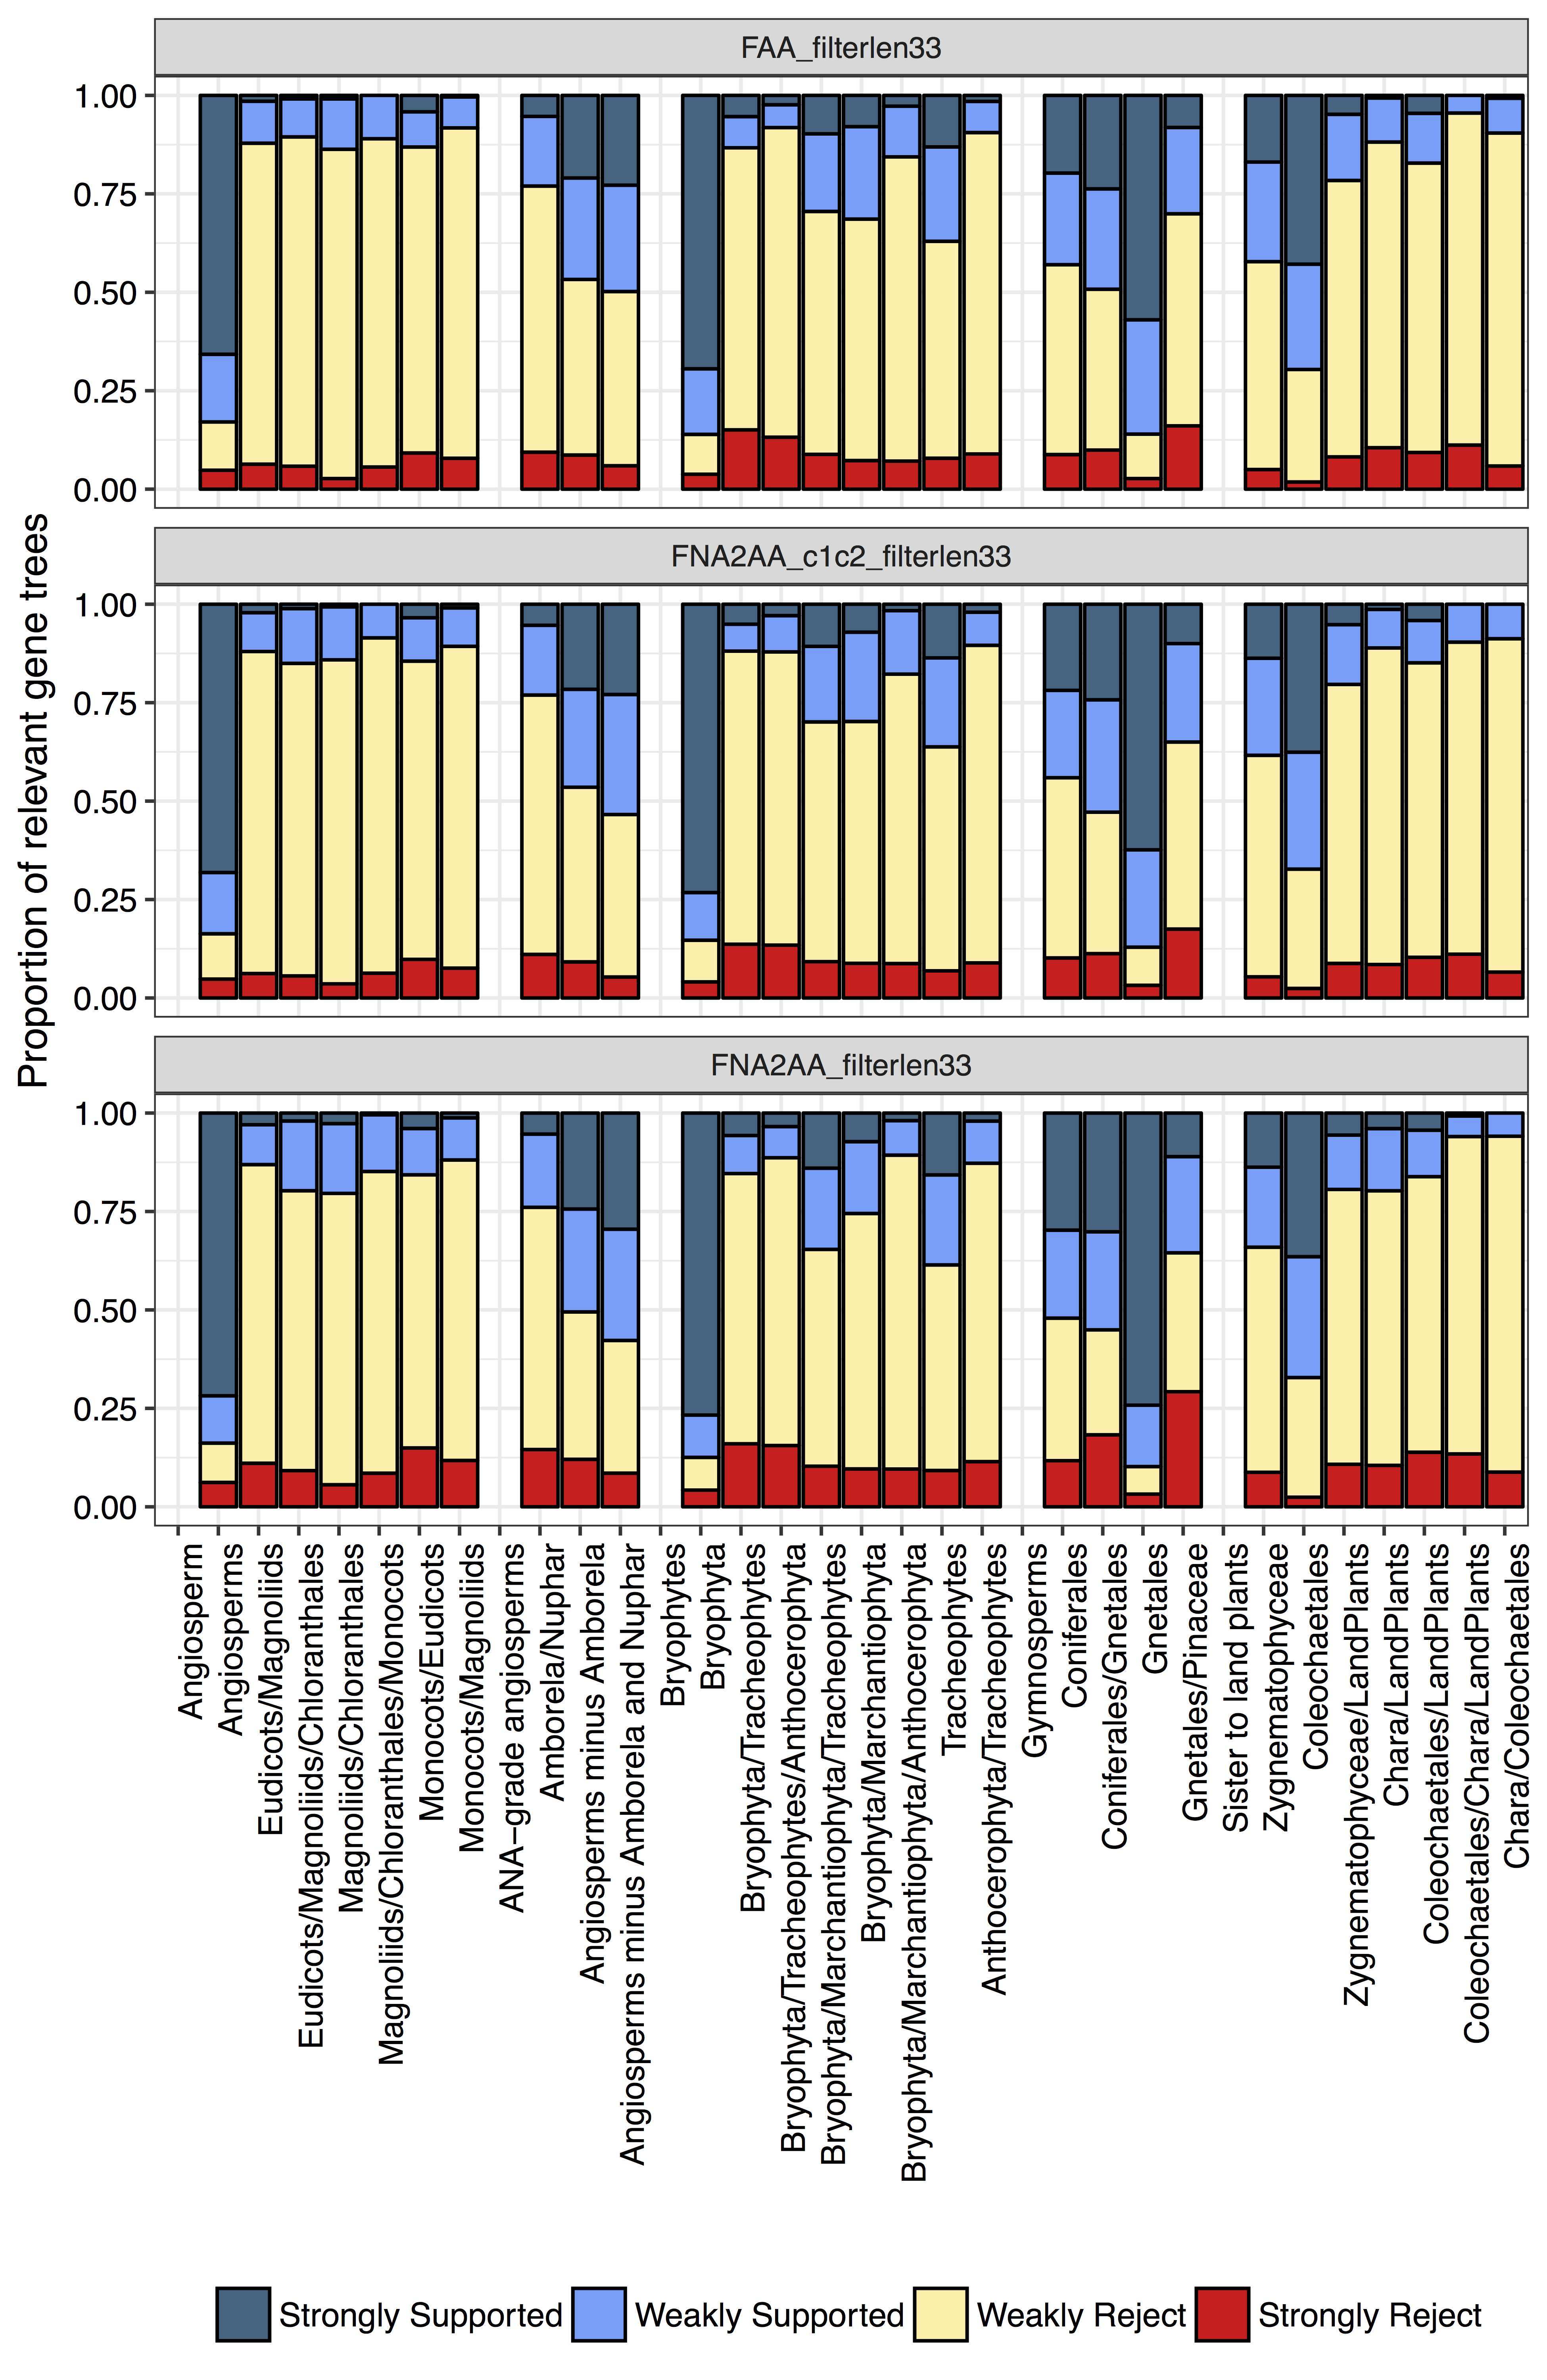 FAA_filterlen33
1.00
0.75
0.50
0.25
0.00
FNA2AA_c1c2_filterlen33
1.00
0.75
0.50
0.25
0.00
FNA2AA_filterlen33
1.00
0.75
0.50
0.25
0.00
Proportion of relevant gene trees
Angiosperm
Angiosperms
Eudicots/Magnoliids
Eudicots/Magnoliids/Chloranthales
Magnoliids/Chloranthales
Magnoliids/Chloranthales/Monocots
Monocots/Eudicots
Monocots/Magnoliids
ANA−grade angiosperms
Amborela/Nuphar
Angiosperms minus Amborela
Angiosperms minus Amborela and Nuphar
Bryophytes
Bryophyta
Bryophyta/Tracheophytes
Bryophyta/Tracheophytes/Anthocerophyta
Bryophyta/Marchantiophyta/Tracheophytes
Bryophyta/Marchantiophyta
Bryophyta/Marchantiophyta/Anthocerophyta
Tracheophytes
Anthocerophyta/Tracheophytes
Gymnosperms
Coniferales
Coniferales/Gnetales
Gnetales
Gnetales/Pinaceae
Sister to land plants
Zygnematophyceae
Coleochaetales
Zygnematophyceae/LandPlants
Chara/LandPlants
Coleochaetales/LandPlants
Coleochaetales/Chara/LandPlants
Chara/Coleochaetales
Strongly Supported Weakly Supported Weakly Reject Strongly Reject